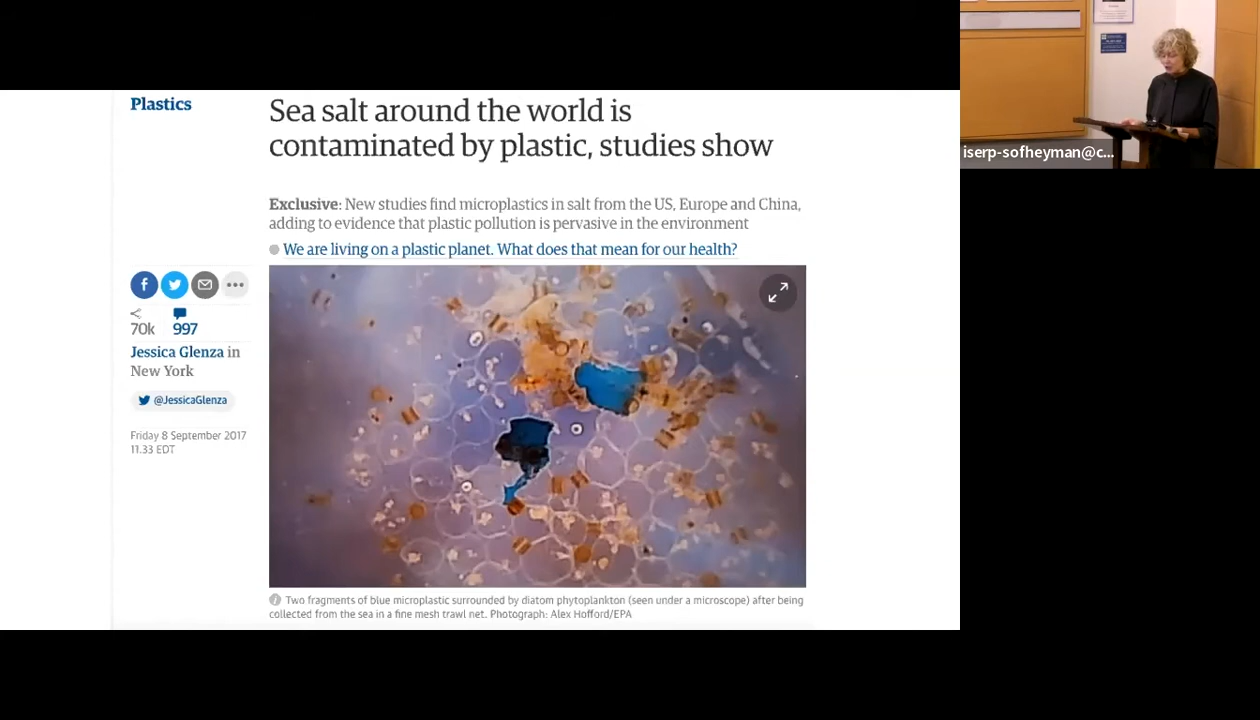 Plastics
Sea salt around the world is
contaminated by plastic, studies show
Exclusive: New studies find microplastics in salt from the US, Europe and China,
adding to evidence that plastic pollution is pervasive in the environment
We are living on a plastic planet. What does that mean for our health?
70k 997
Jessica Glenza in
New York
@JessicaGlenza
Friday 8 September 2017
11.33 EDT
Two fragments of blue microplastic surrounded by diatom phytoplankton (seen under a microscope) after being
collected from the sea in a fine mesh trawl net. Photograph: Alex Hofford/EPA
iserp-sofheyman@c...